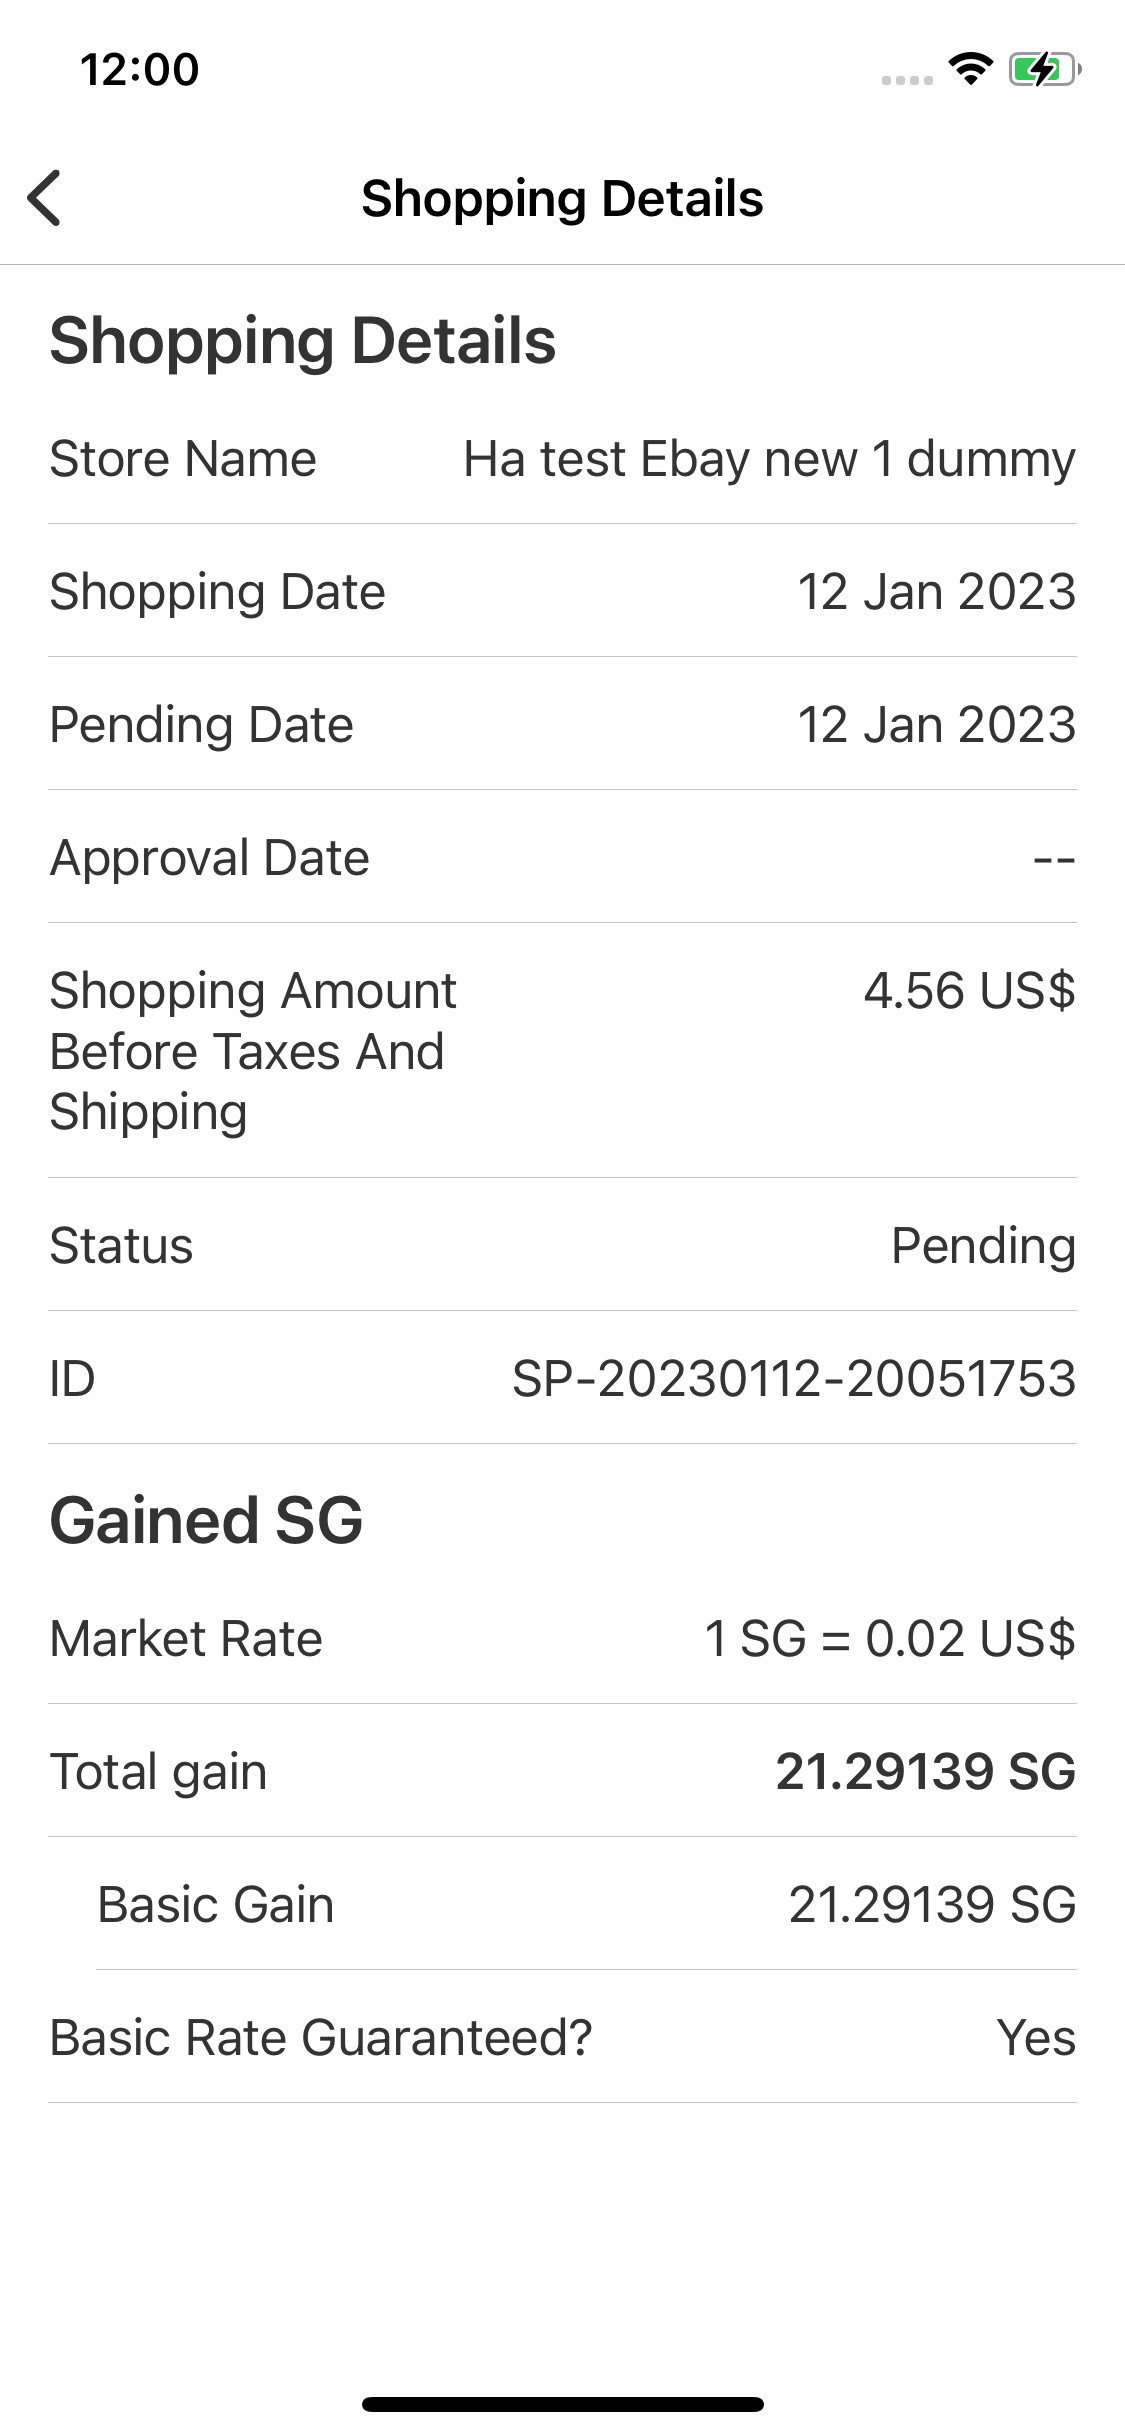 12:00
Shopping Details
Shopping Details
Store Name Ha test Ebay new 1 dummy
Shopping Date 12 Jan 2023
Pending Date 12 Jan 2023
Approval Date --
Shopping Amount 4.56 US$
Before Taxes And
Shipping
Status Pending
ID SP-20230112-20051753
Gained SG
Market Rate 1 SG = 0.02 US$
Total gain 21.29139 SG
Basic Gain 21.29139 SG
Basic Rate Guaranteed? Yes